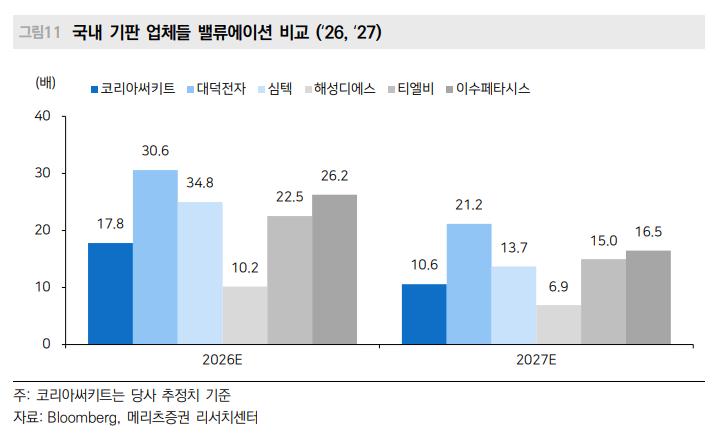 그림11 국내 기판 업체들 밸류에이션 비교 (‘26, ‘27)
(배)
코리아써키트 대덕전자 심텍 해성디에스 티엘비 이수페타시스
40
30
20
10
0
17.8 30.6 34.8 10.2 22.5 26.2
10.6 21.2 13.7 6.9 15.0 16.5
2026E 2027E
주: 코리아써키트는 당사 추정치 기준
자료: Bloomberg, 메리츠증권 리서치센터